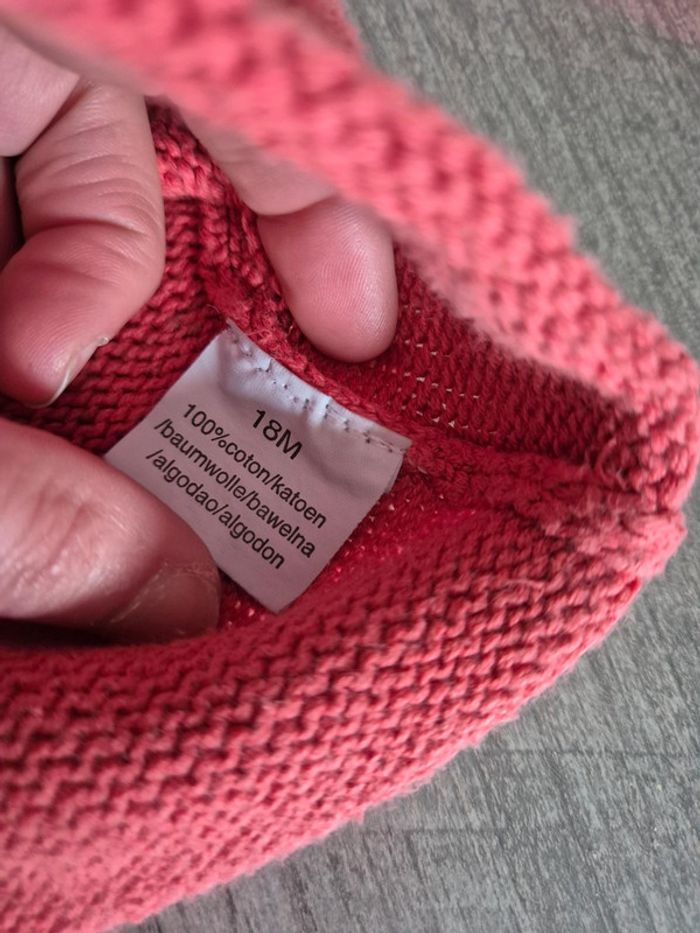 18M
100%coton/katoen
/baumwolle/bawelna
/algodao/algodon